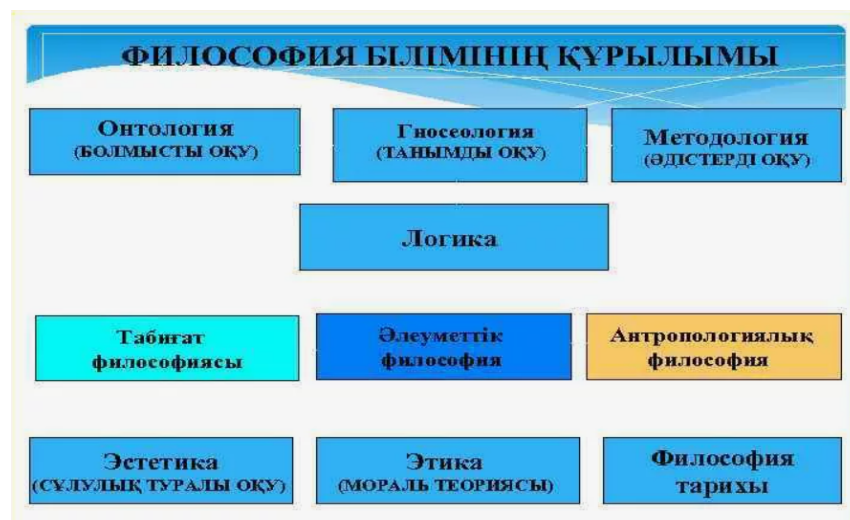 ФИЛОСОФИЯ БІЛІМІНІҢ ҚҰРЫЛЫМЫ
Онтология
(БОЛМЫСТЫ ОҚУ)
Гносеология
(ТАНЫМДЫ ОҚУ)
Методология
(ӘДІСТЕРДІ ОҚУ)
Логика
Табиғат
философиясы
Әлеуметтік
философия
Антропологиялық
философия
Эстетика
(СҰЛУЛЫҚ ТУРАЛЫ ОҚУ)
Этика
(МОРАЛЬ ТЕОРИЯСЫ)
Философия
тарихы